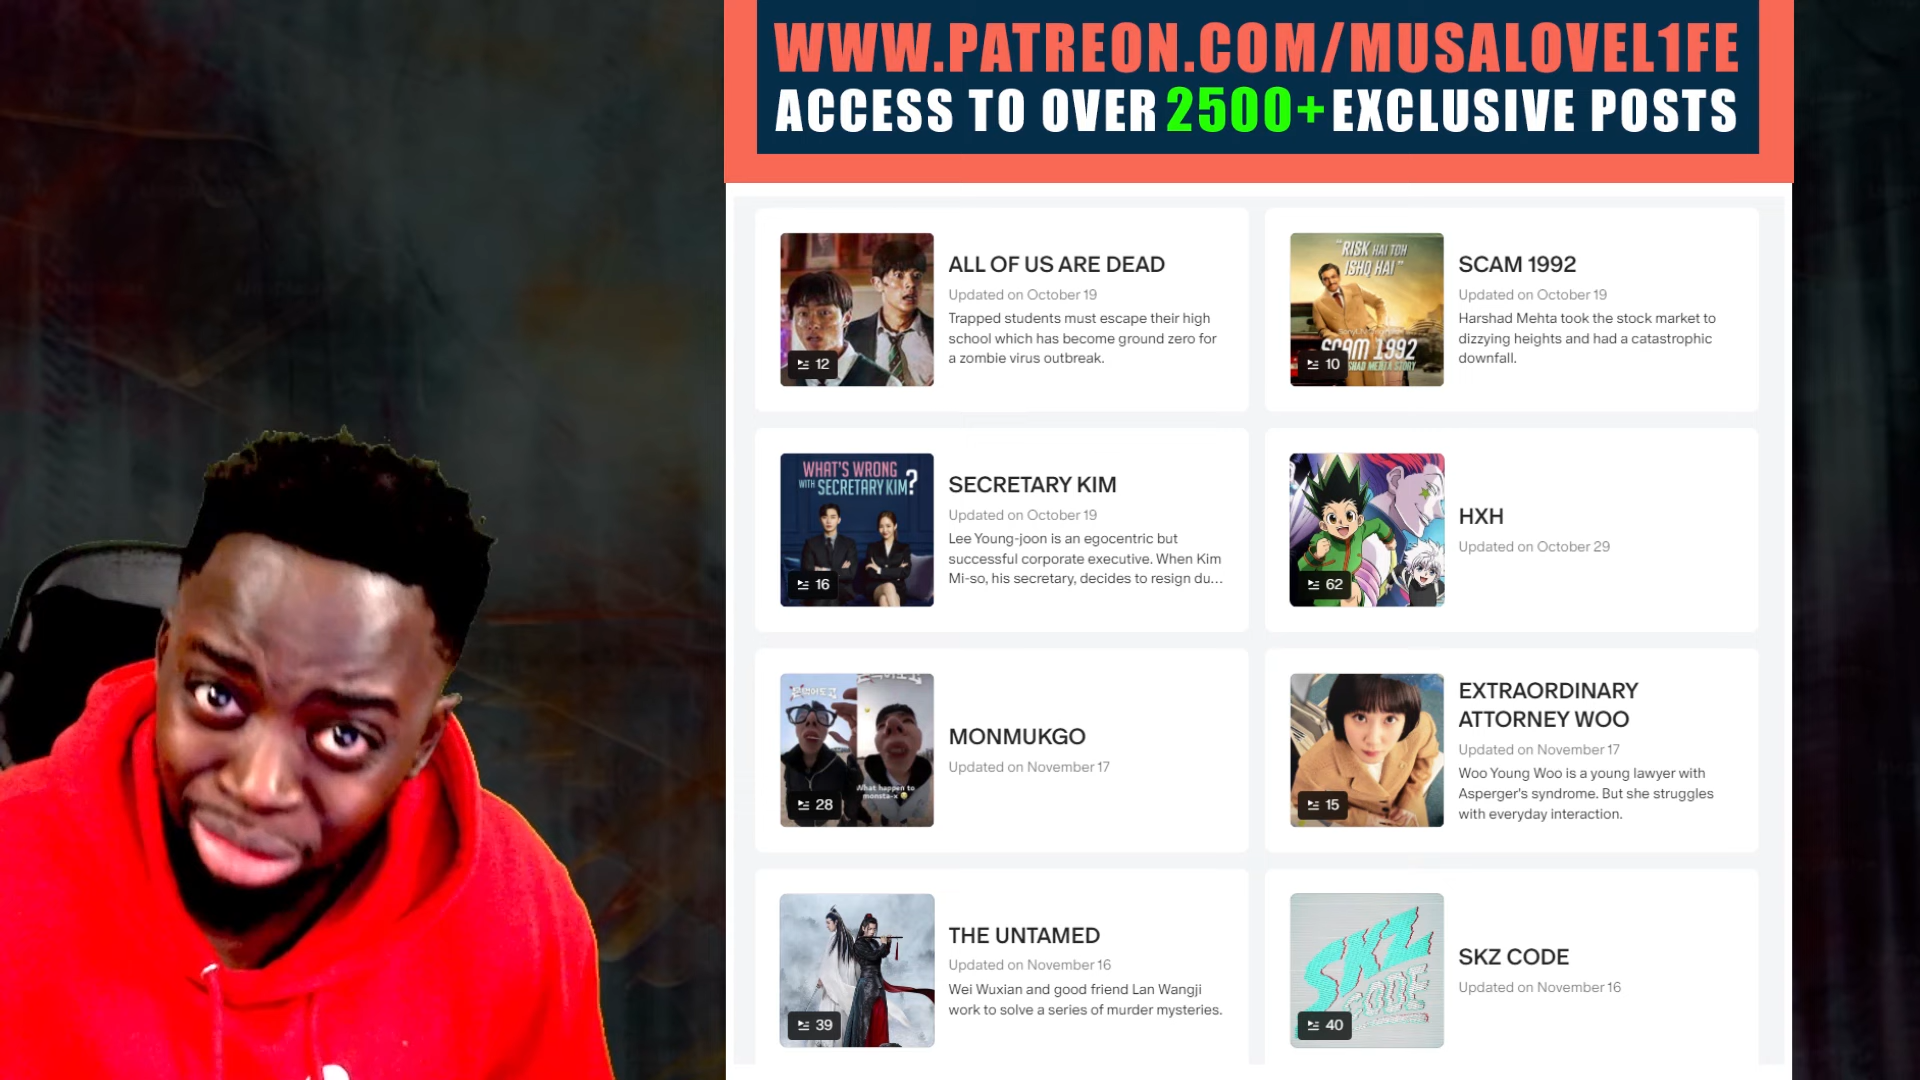 WWW.PATREON.COM/MUSALOVEL1FE
ACCESS TO OVER 2500+ EXCLUSIVE POSTS
"RISK HAI TOH
ISHQ HAI"
SCAM 1992
10
ALL OF US ARE DEAD
Updated on October 19
Trapped students must escape their high
school which has become ground zero for
a zombie virus outbreak.
12
SCAM 1992
Updated on October 19
Harshad Mehta took the stock market to
dizzying heights and had a catastrophic
downfall.
WHAT'S WRONG
WITH SECRETARY KIM?
16
SECRETARY KIM
Updated on October 19
Lee Young-joon is an egocentric but
successful corporate executive. When Kim
Mi-so, his secretary, decides to resign du...
62
HXH
Updated on October 29
What happen to
monsta-x
28
MONMUKGO
Updated on November 17
15
EXTRAORDINARY
ATTORNEY WOO
Updated on November 17
Woo Young Woo is a young lawyer with
Asperger's syndrome. But she struggles
with everyday interaction.
39
THE UNTAMED
Updated on November 16
Wei Wuxian and good friend Lan Wangji
work to solve a series of murder mysteries.
SKZ
CODE
40
SKZ CODE
Updated on November 16